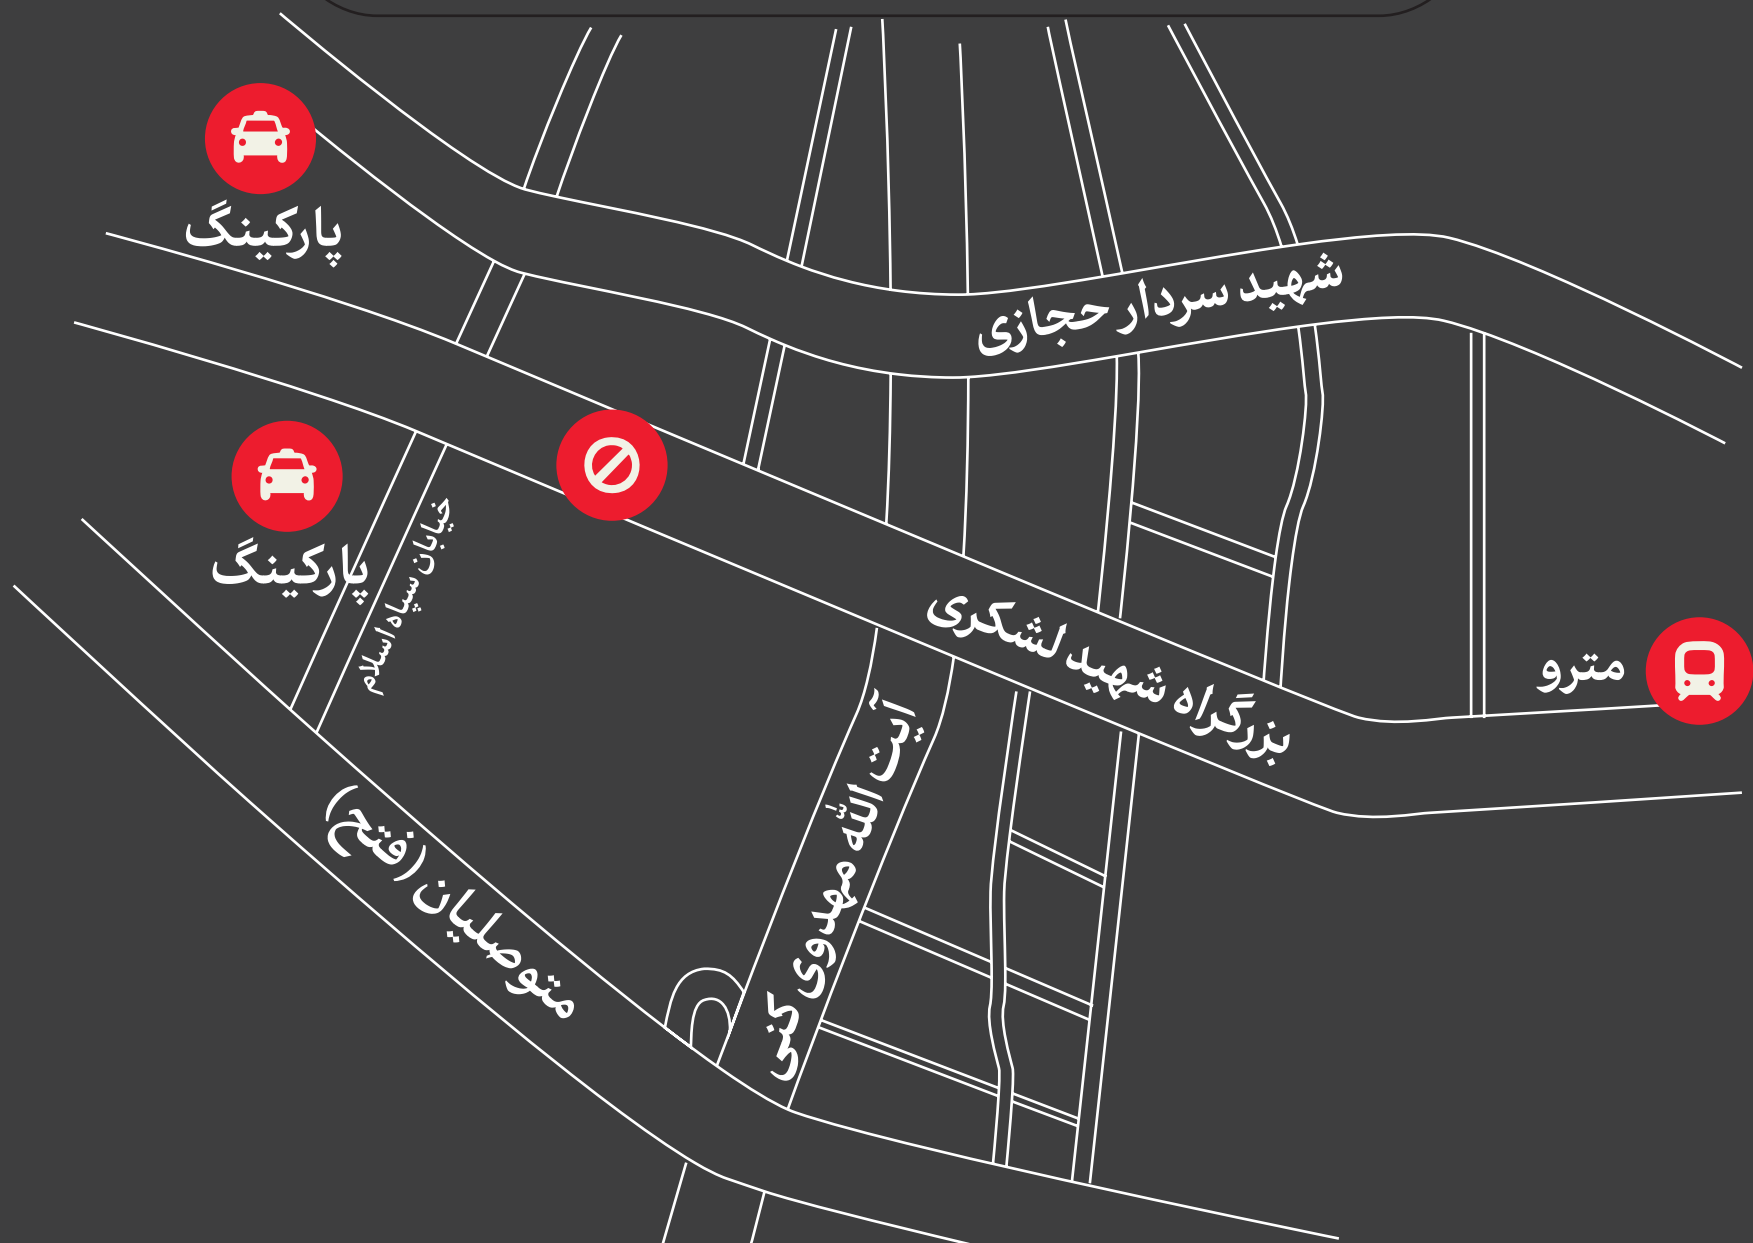 پارکینگ
شهید سردار حجازی
پارکینگ
خیابان سپاه اسلام
بزرگراه شهید لشکری
مترو
آیت الله مهدوی کنی
متوصلیان (فتح)